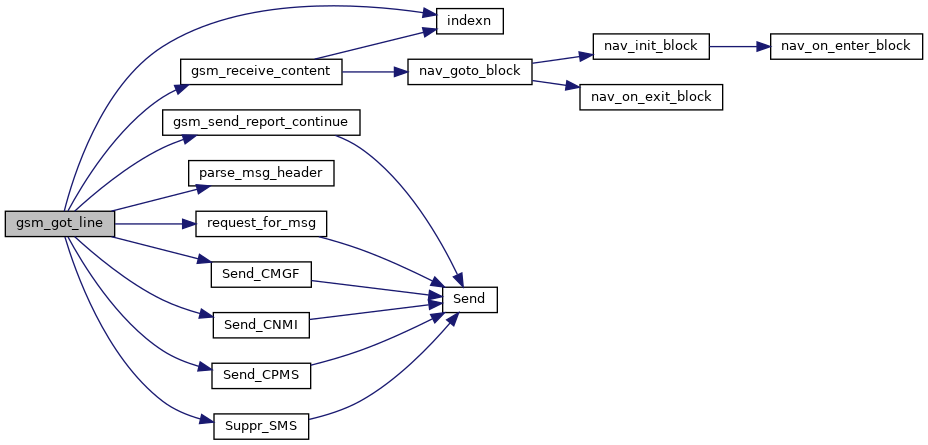 indexn
nav_init_block
nav_on_enter_block
gsm_receive_content
nav_goto_block
nav_on_exit_block
gsm_send_report_continue
parse_msg_header
gsm_got_line
request_for_msg
Send_CMGF
Send
Send_CNMI
Send_CPMS
Suppr_SMS